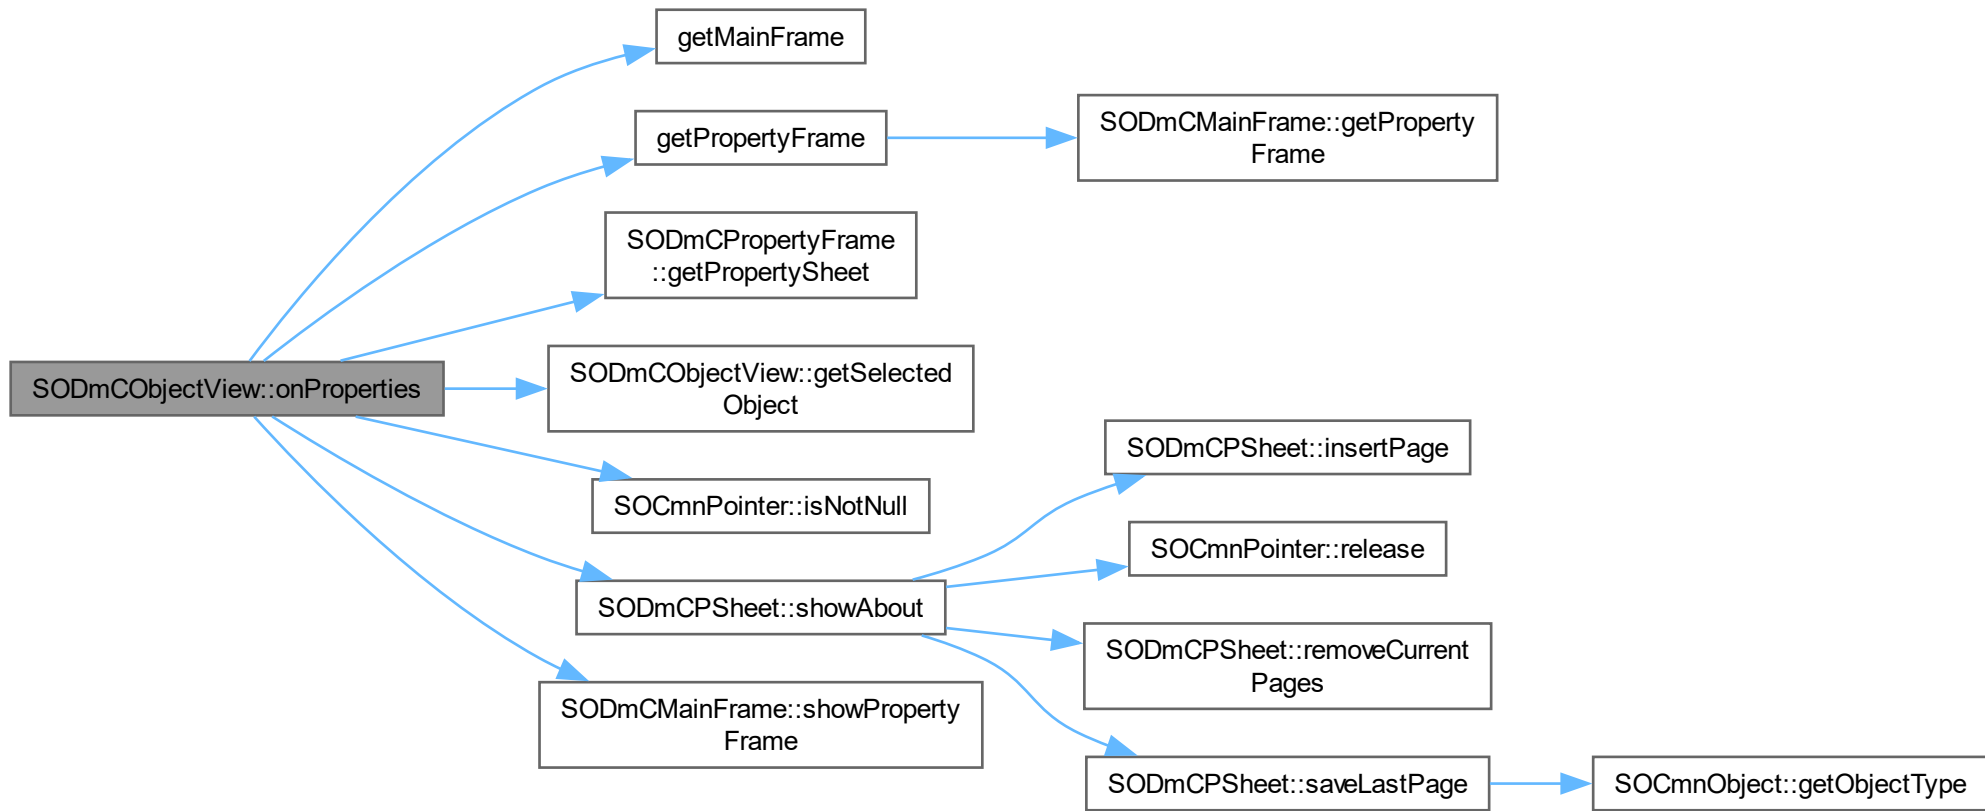 getMainFrame
getPropertyFrame
SODmCMainFrame::getProperty
Frame
SODmCPropertyFrame
::getPropertySheet
SODmCObjectView::onProperties
SODmCObjectView::getSelected
Object
SOCmnPointer::isNotNull
SODmCPSheet::showAbout
SODmCMainFrame::showProperty
Frame
SODmCPSheet::insertPage
SOCmnPointer::release
SODmCPSheet::removeCurrent
Pages
SODmCPSheet::saveLastPage
SOCmnObject::getObjectType